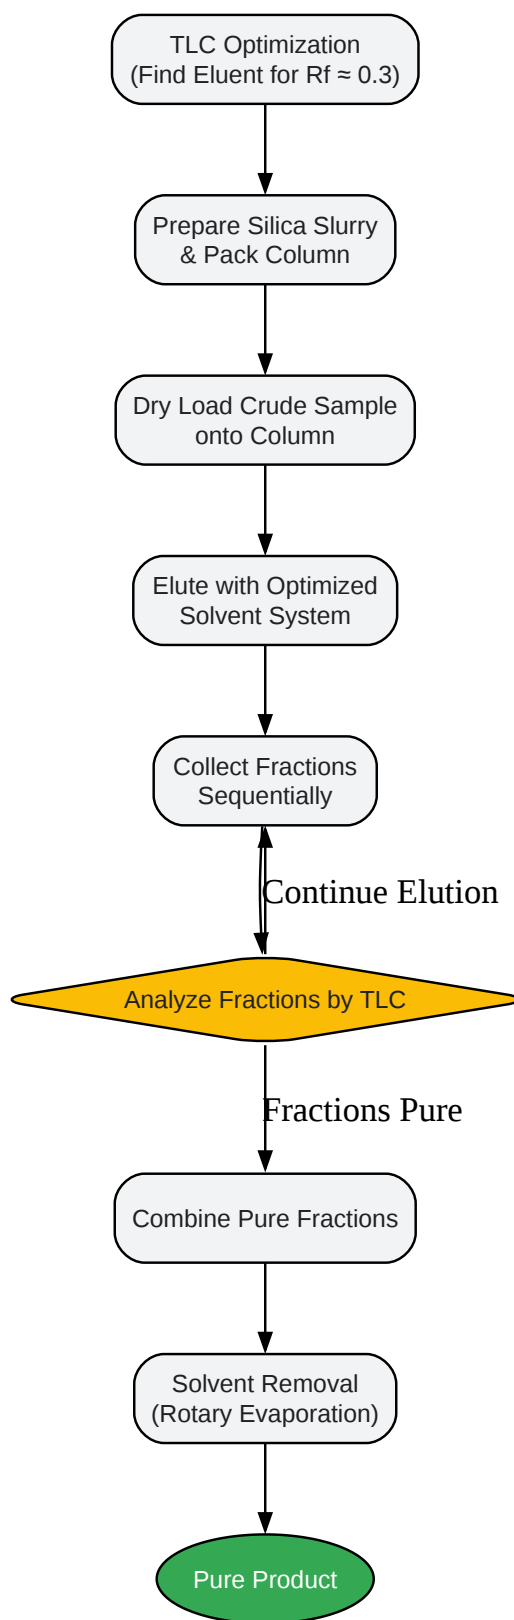 TLC Optimization
(Find Eluent for Rf ≈ 0.3)
Prepare Silica Slurry
& Pack Column
Dry Load Crude Sample
onto Column
Elute with Optimized
Solvent System
Collect Fractions
Sequentially
Continue Elution
Analyze Fractions by TLC
Fractions Pure
Combine Pure Fractions
Solvent Removal
(Rotary Evaporation)
Pure Product